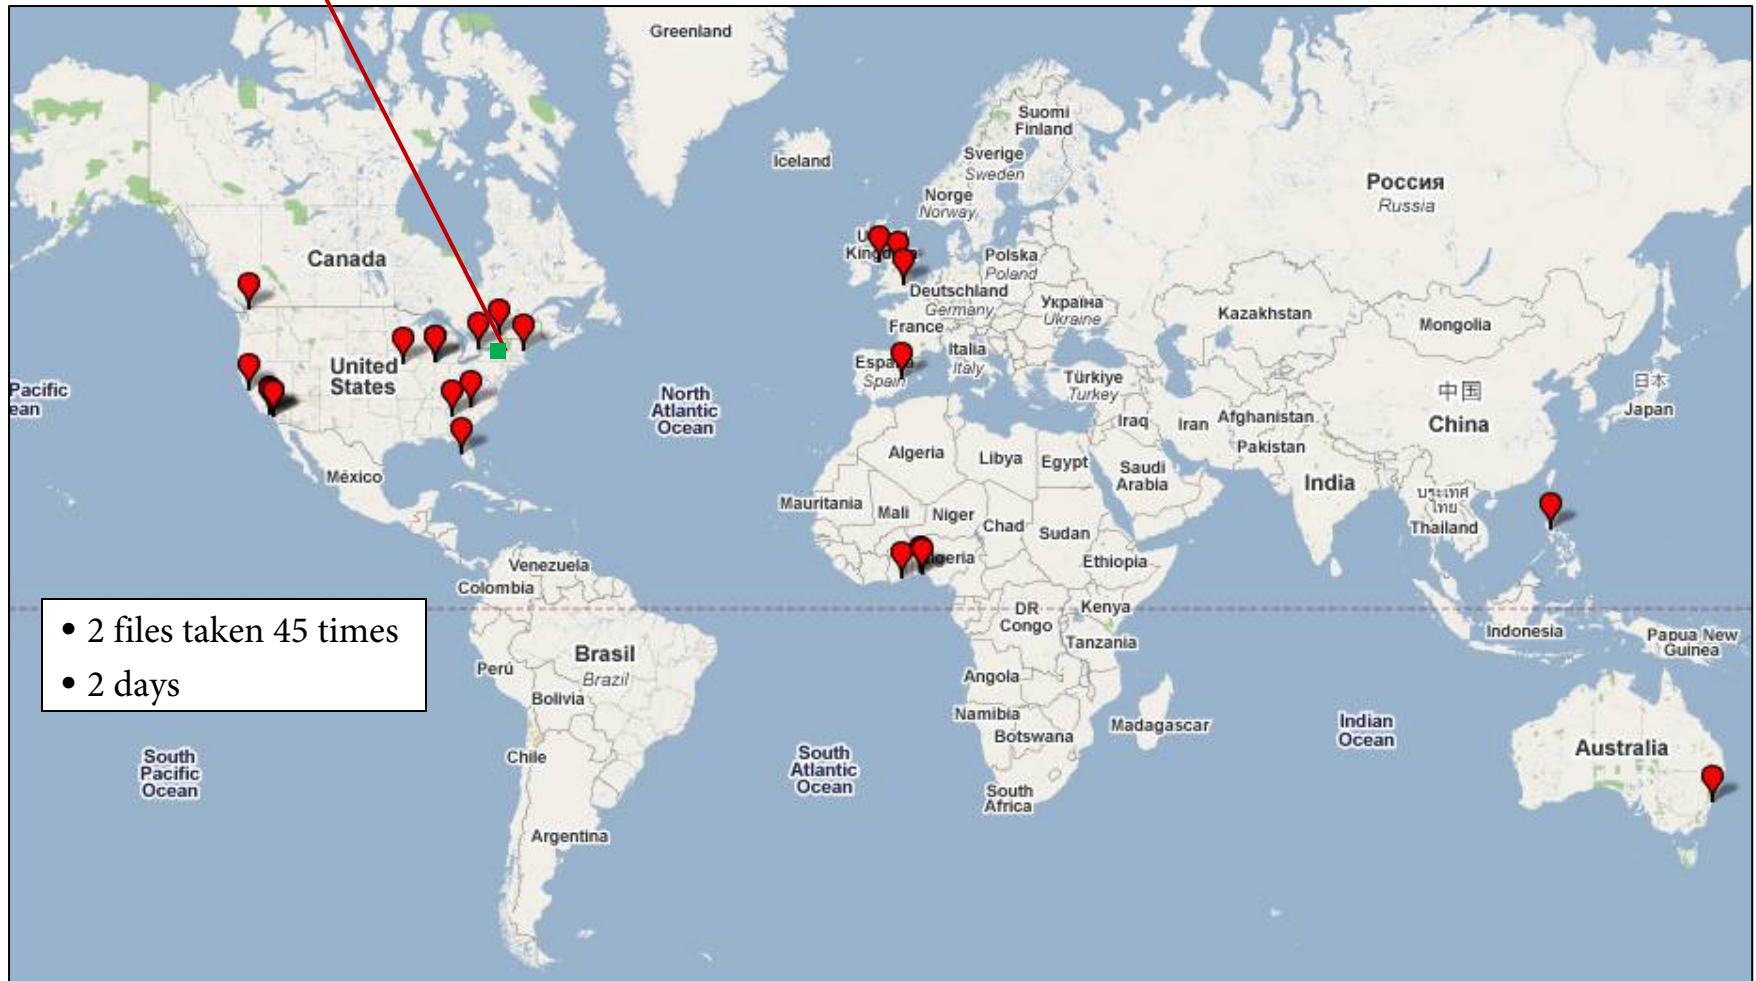 Greenland
Suomi
Finland
Iceland
Sverige
Sweden
Norge
Norway
Россия
Russia
Canada
Polska
Poland
Deutschland
Germany
Україна
Ukraine
France
Kazakhstan
Mongolia
Italia
Italy
Spain
United
States
Türkiye
Turkey
Pacific
North
Atlantic
Ocean
中国
China
日本
Japan
Iraq
Iran
Afghanistan
Pakistan
Algeria
Libya
Egypt
Saudi
Arabia
India
México
Mauritania
Mali
Niger
Chad
Sudan
Thailand
Ethiopia
Venezuela
Colombia
DR
Congo
Kenya
Tanzania
Indonesia
Papua New
Guinea
• 2 files taken 45 times
• 2 days
Perú
Brasil
Brazil
Bolivia
Angola
Namibia
Botswana
Madagascar
Indian
Ocean
Australia
South
Pacific
Ocean
Chile
South
Atlantic
Ocean
South
Africa
Argentina